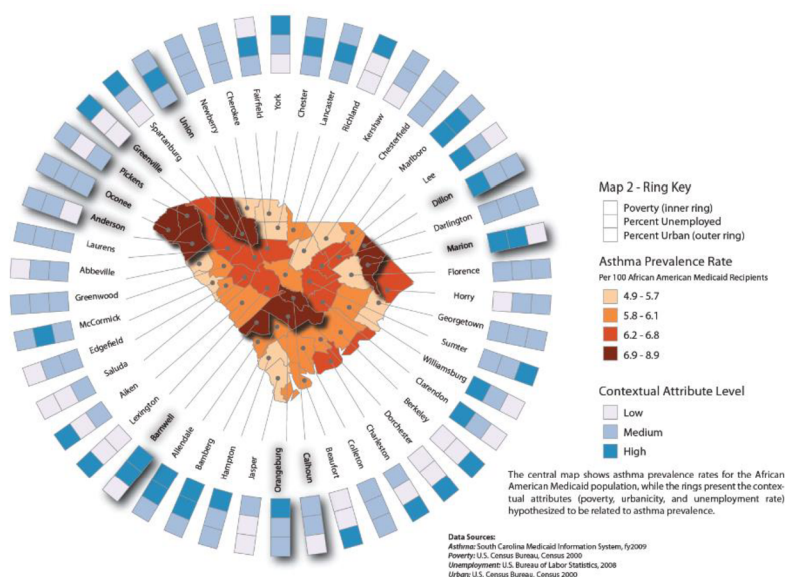 York
Chester
Lancaster
Richland
Kershaw
Chesterfield
Marlboro
Lee
Dillon
Darlington
Marion
Florence
Horry
Georgetown
Sumter
Williamsburg
Clarendon
Berkeley
Dorchester
Charleston
Colleton
Beaufort
Calhoun
Orangeburg
Jasper
Hampton
Bamberg
Allendale
Barnwell
Lexington
Aiken
Saluda
Edgefield
McCormick
Greenwood
Abbeville
Laurens
Anderson
Oconee
Pickens
Greenville
Spartanburg
Union
Newberry
Cherokee
Fairfield
Map 2 - Ring Key
Poverty (inner ring)
Percent Unemployed
Percent Urban (outer ring)
Asthma Prevalence Rate
Per 100 African American Medicaid Recipients
4.9 - 5.7
5.8 - 6.1
6.2 - 6.8
6.9 - 8.9
Contextual Attribute Level
Low
Medium
High
The central map shows asthma prevalence rates for the African
American Medicaid population, while the rings present the contex-
tual attributes (poverty, urbanicity, and unemployment rate)
hypothesized to be related to asthma prevalence.
Data Sources:
Asthma: South Carolina Medicaid Information System, fy2009
Poverty: U.S. Census Bureau, Census 2000
Unemployment: U.S. Bureau of Labor Statistics, 2008
Urban: U.S. Census Bureau, Census 2000